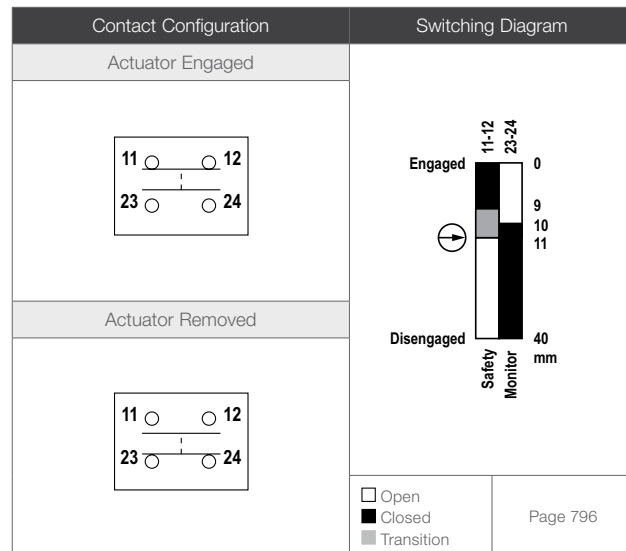 Contact Configuration
Switching Diagram
Actuator Engaged
11 12
23 24
Actuator Removed
11 12
23 24
11-12
23-24
Engaged 0
9
10
11
Disengaged 40
mm
Safety
Monitor
Open
Closed
Transition
Page 796